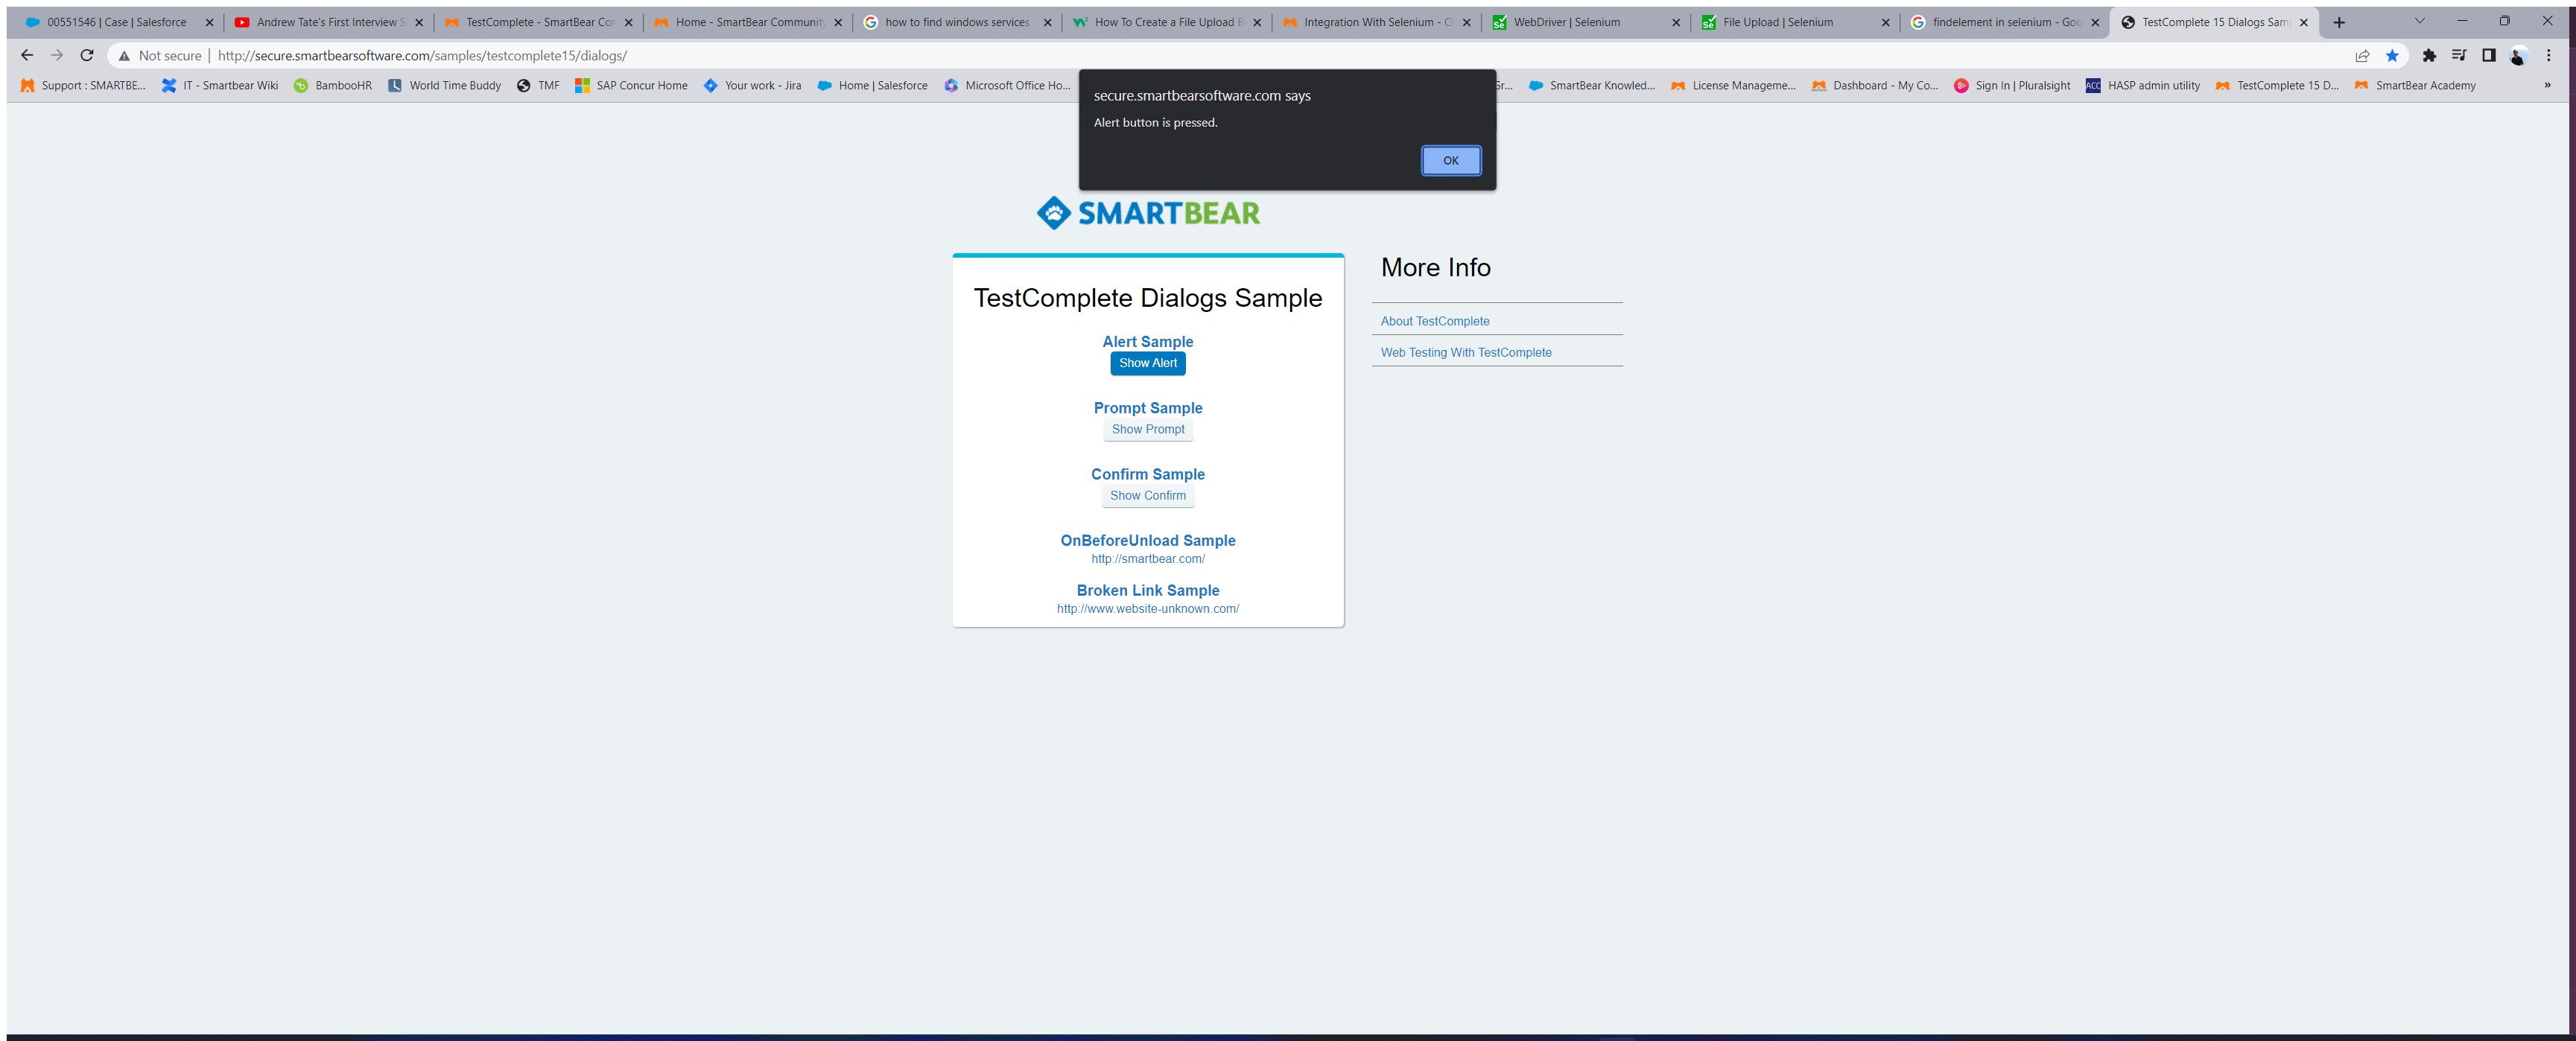 00551546 | Case | Salesforce
Andrew Tate's First Interview S
TestComplete - SmartBear Con
Home - SmartBear Community
how to find windows services
How To Create a File Upload B
Integration With Selenium - O
WebDriver | Selenium
File Upload | Selenium
findelement in selenium - Goo
TestComplete 15 Dialogs Sam
Not secure | http://secure.smartbearsoftware.com/samples/testcomplete15/dialogs/
Support : SMARTBE...
IT - Smartbear Wiki
BambooHR
World Time Buddy
TMF
SAP Concur Home
Your work - Jira
Home | Salesforce
Microsoft Office Ho...
Gr...
SmartBear Knowled...
License Manageme...
Dashboard - My Co...
Sign In | Pluralsight
ACC
HASP admin utility
TestComplete 15 D...
SmartBear Academy
»
secure.smartbearsoftware.com says
Alert button is pressed.
OK
SMARTBEAR
TestComplete Dialogs Sample
Alert Sample
Show Alert
Prompt Sample
Show Prompt
Confirm Sample
Show Confirm
OnBeforeUnload Sample
http://smartbear.com/
Broken Link Sample
http://www.website-unknown.com/
More Info
About TestComplete
Web Testing With TestComplete